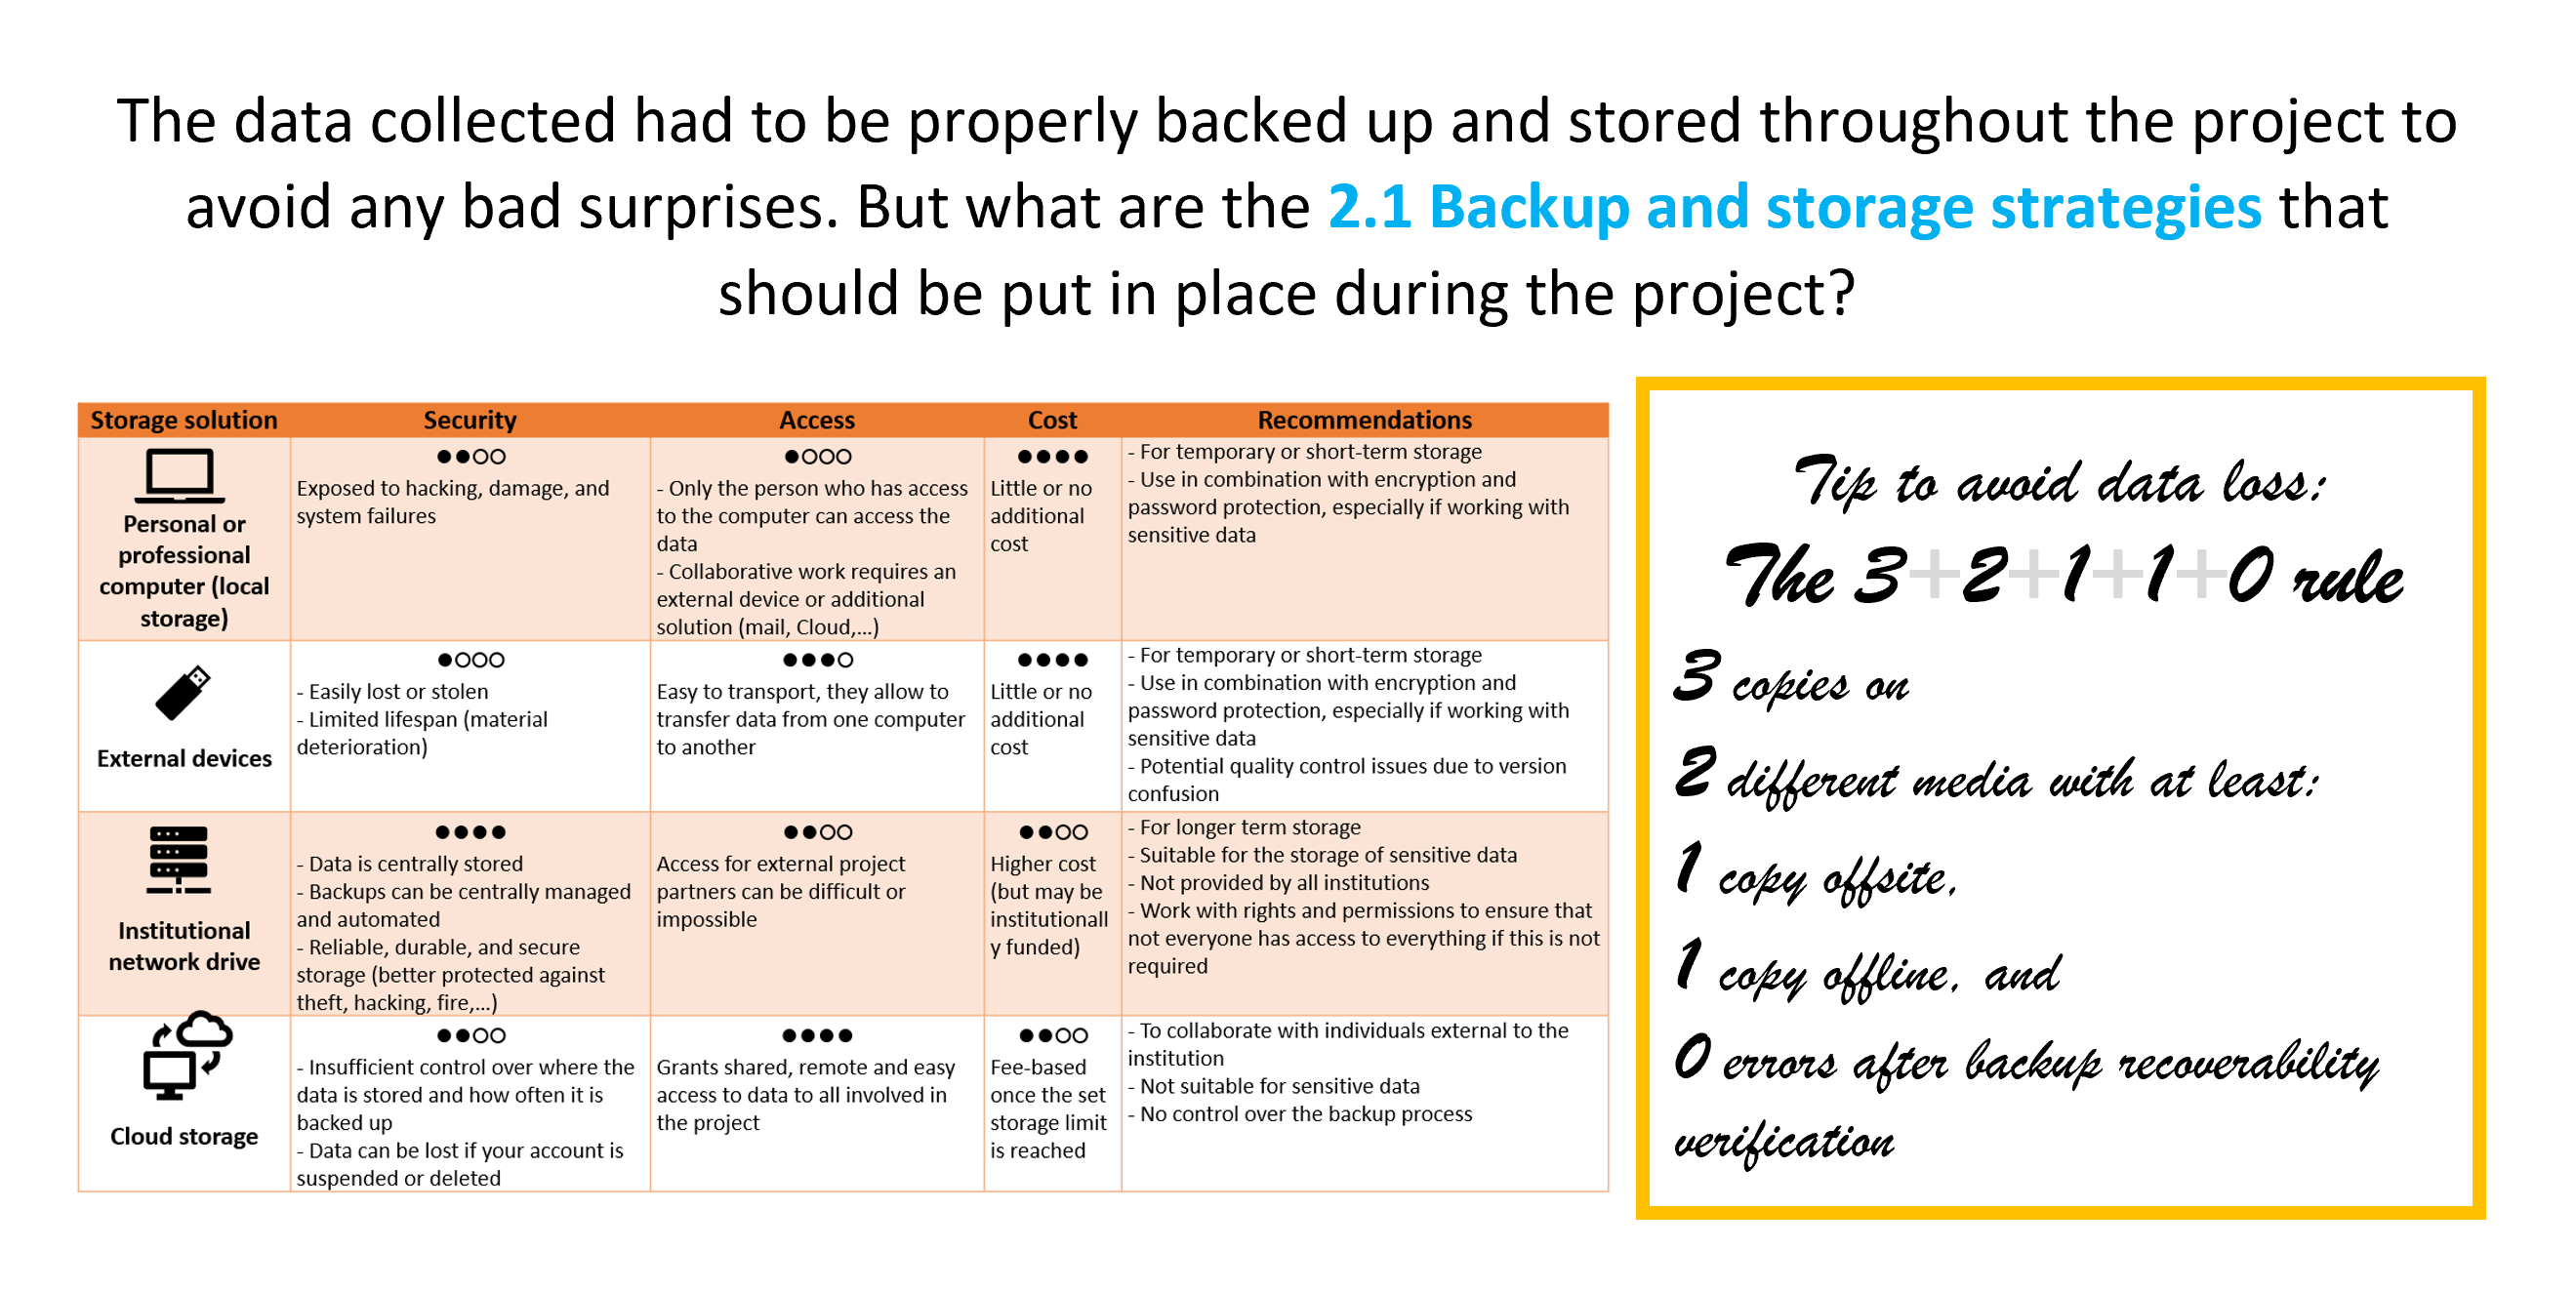 The data collected had to be properly backed up and stored throughout the project to
avoid any bad surprises. But what are the 2.1 Backup and storage strategies that
should be put in place during the project?
Storage solution
Security
Access
Cost
Recommendations
Personal or
professional
computer (local
storage)
Exposed to hacking, damage, and
system failures
- Only the person who has access
to the computer can access the
data
- Collaborative work requires an
external device or additional
solution (mail, Cloud,...)
Little or no
additional
cost
- For temporary or short-term storage
- Use in combination with encryption and
password protection, especially if working with
sensitive data
External devices
- Easily lost or stolen
- Limited lifespan (material
deterioration)
Easy to transport, they allow to
transfer data from one computer
to another
Little or no
additional
cost
- For temporary or short-term storage
- Use in combination with encryption and
password protection, especially if working with
sensitive data
- Potential quality control issues due to version
confusion
Institutional
network drive
- Data is centrally stored
- Backups can be centrally managed
and automated
- Reliable, durable, and secure
storage (better protected against
theft, hacking, fire,...)
Access for external project
partners can be difficult or
impossible
Higher cost
(but may be
institutionall
y funded)
- For longer term storage
- Suitable for the storage of sensitive data
- Not provided by all institutions
- Work with rights and permissions to ensure that
not everyone has access to everything if this is not
required
Cloud storage
- Insufficient control over where the
data is stored and how often it is
backed up
- Data can be lost if your account is
suspended or deleted
Grants shared, remote and easy
access to data to all involved in
the project
Fee-based
once the set
storage limit
is reached
- To collaborate with individuals external to the
institution
- Not suitable for sensitive data
- No control over the backup process
Tip to avoid data loss:
The 3+2+1+1+0 rule
3 copies on
2 different media with at least:
1 copy offsite,
1 copy offline, and
0 errors after backup recoverability
verification